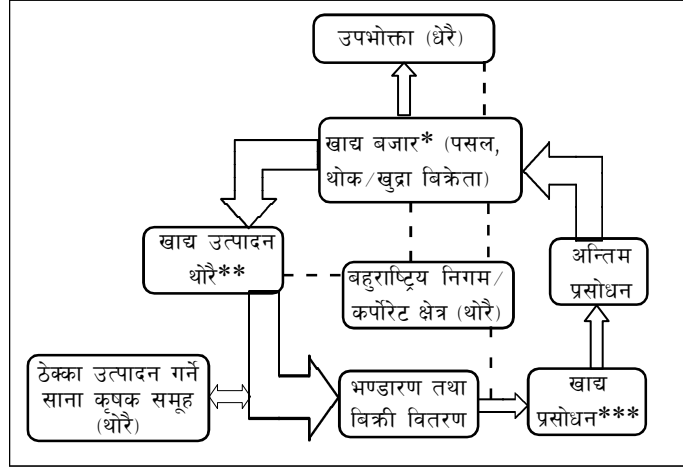 उपभोक्ता (धेरै)
खाद्य बजार* (पसल,
थोक/खुद्रा बिक्रेता)
खाद्य उत्पादन
थोरै**
अन्तिम
प्रसोधन
बहुराष्ट्रिय निगम/
कर्पोरेट क्षेत्र (थोरै)
ठेक्का उत्पादन गर्ने
साना कृषक समूह
(थोरै)
भण्डारण तथा
बिक्री वितरण
खाद्य
प्रसोधन***